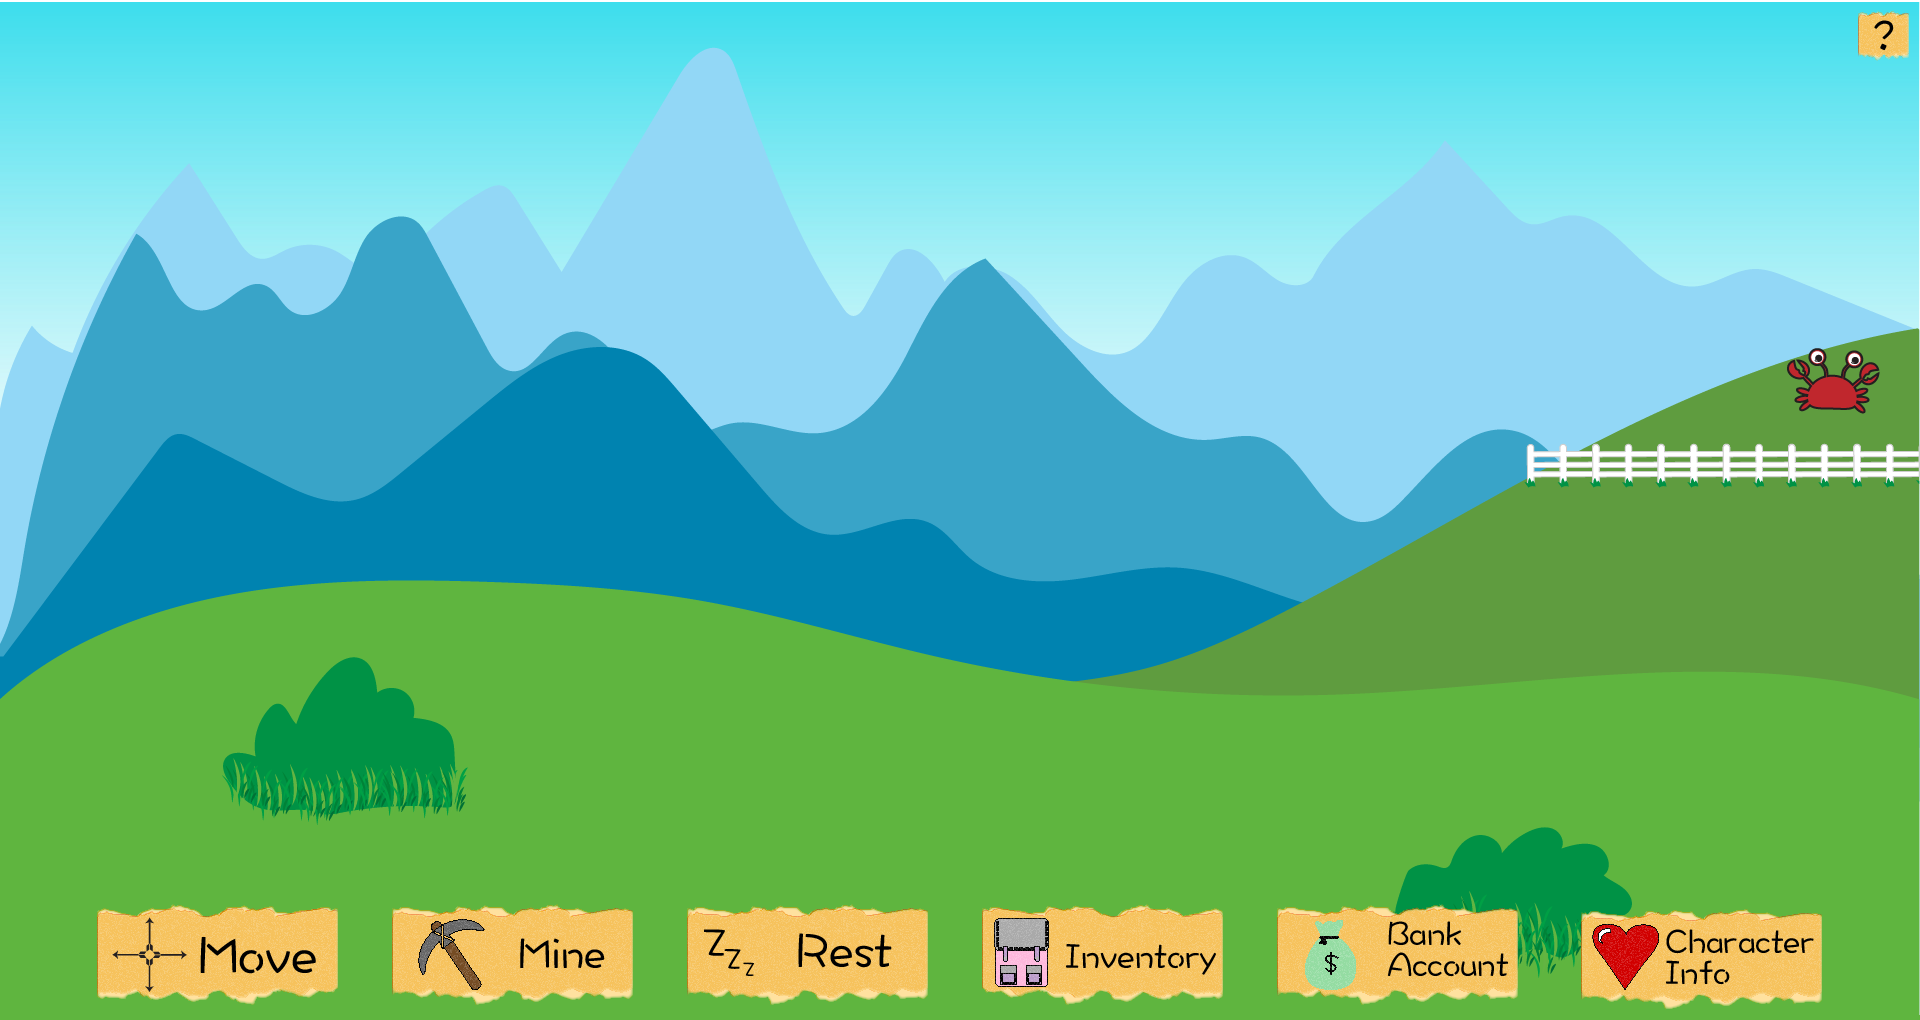 ?
Move
Mine
Zzz
Rest
Inventory
$
Bank
Account
Character
Info